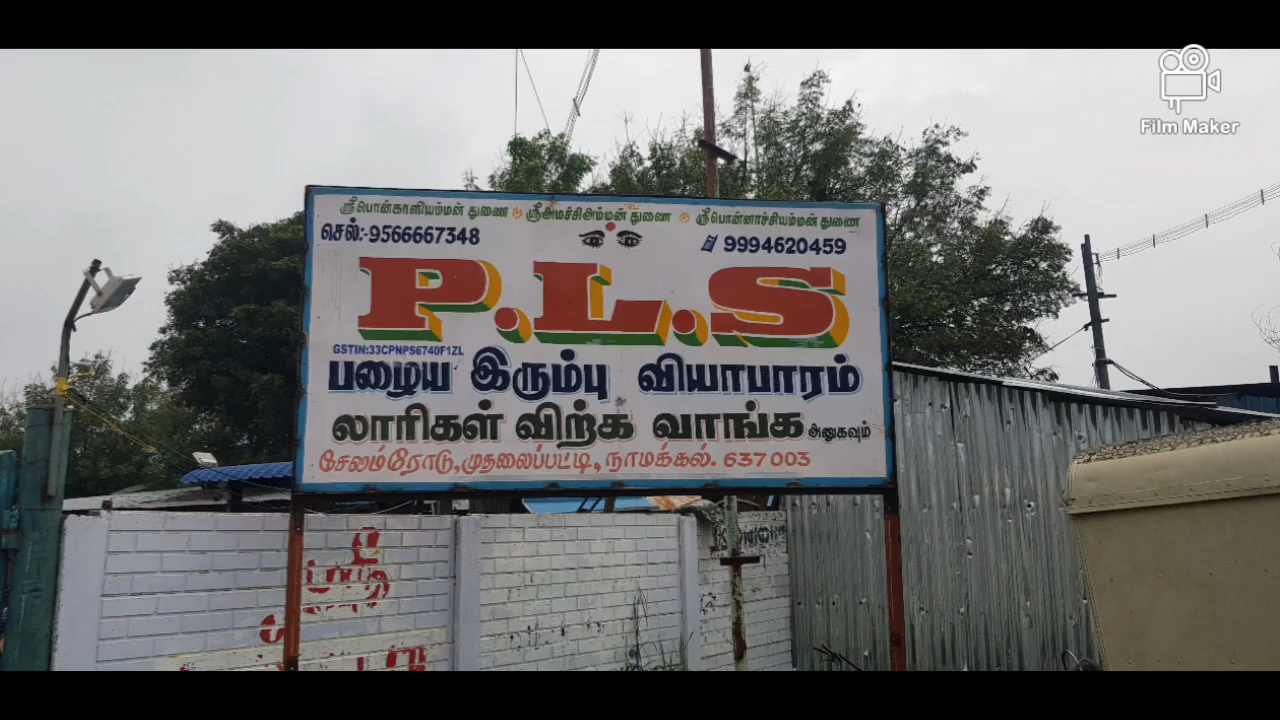 Film Maker
ஸ்ரீபொன்காளியம்மன் துணை ஸ்ரீஅமச்சிஅம்மன் துணை ஸ்ரீபொன்னாச்சியம்மன் துணை
செல்:-9566667348 9994620459
P.L.S
GSTIN:33CPNPS6740F1ZL
பழைய இரும்பு வியாபாரம்
லாரிகள் விற்க வாங்க அனுகவும்
சேலம்ரோடு,முதலைப்பட்டி, நாமக்கல். 637 003